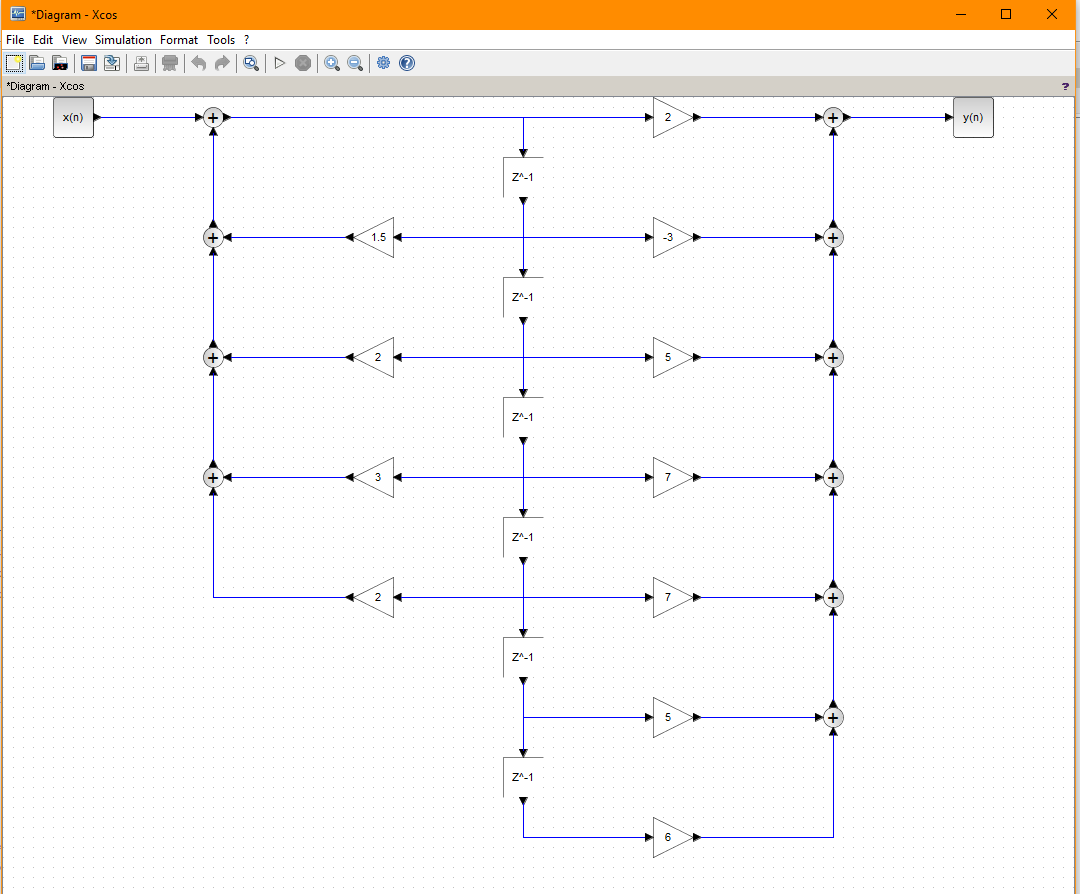 *Diagram - Xcos
File Edit View Simulation Format Tools ?
*Diagram - Xcos ?
x(n) + 2 + y(n)
Z^-1
+ 1.5 -3 +
Z^-1
+ 2 5 +
Z^-1
+ 3 7 +
Z^-1
2 7 +
Z^-1
5 +
Z^-1
6